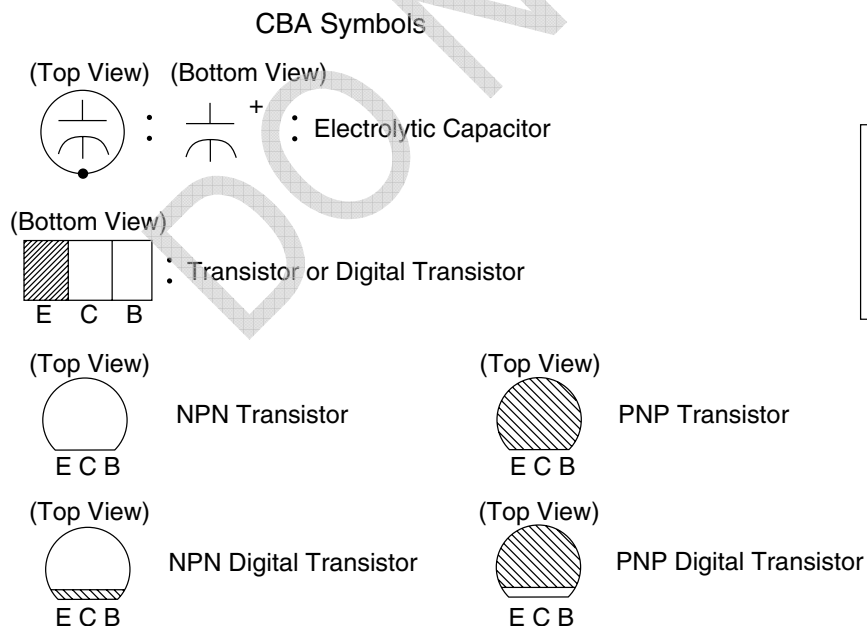 CBA Symbols
(Top View) (Bottom View)
+
: : Electrolytic Capacitor
(Bottom View)
: Transistor or Digital Transistor
E C B
(Top View) (Top View)
NPN Transistor PNP Transistor
E C B E C B
(Top View) (Top View)
NPN Digital Transistor PNP Digital Transistor
E C B E C B
DON